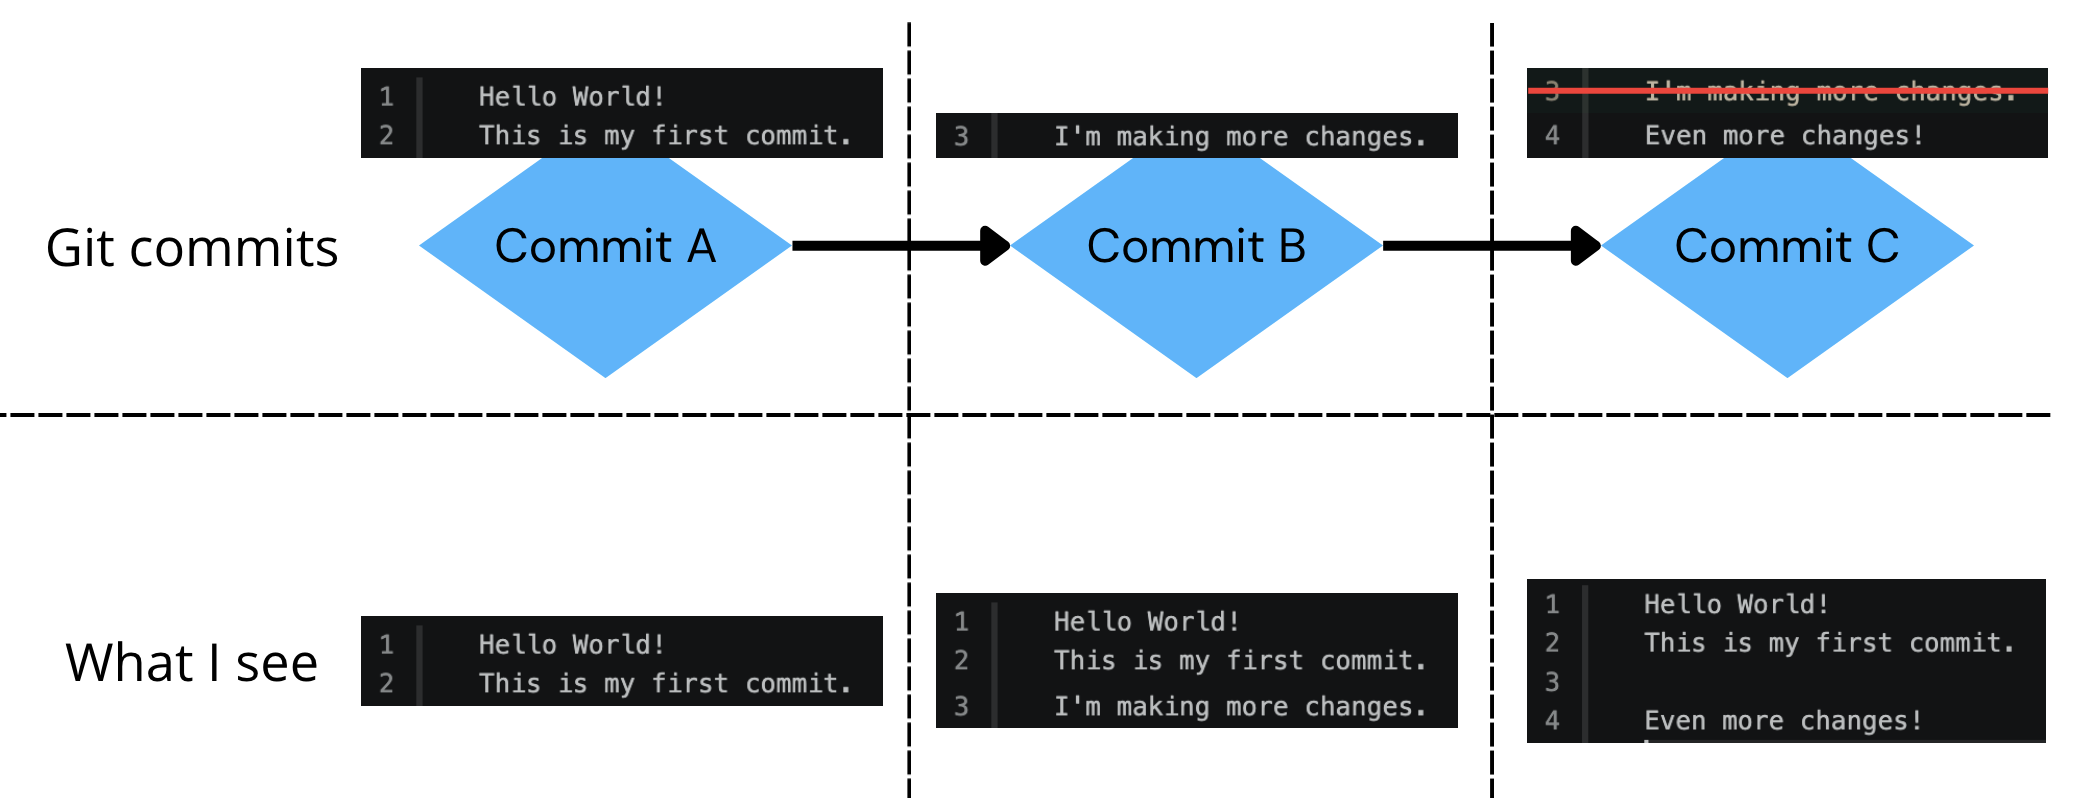 1 Hello World!
2 This is my first commit.
3 I'm making more changes.
3 I'm making more changes.
4 Even more changes!
Git commits
Commit A
Commit B
Commit C
What I see
1 Hello World!
2 This is my first commit.
1 Hello World!
2 This is my first commit.
3 I'm making more changes.
1 Hello World!
2 This is my first commit.
3
4 Even more changes!